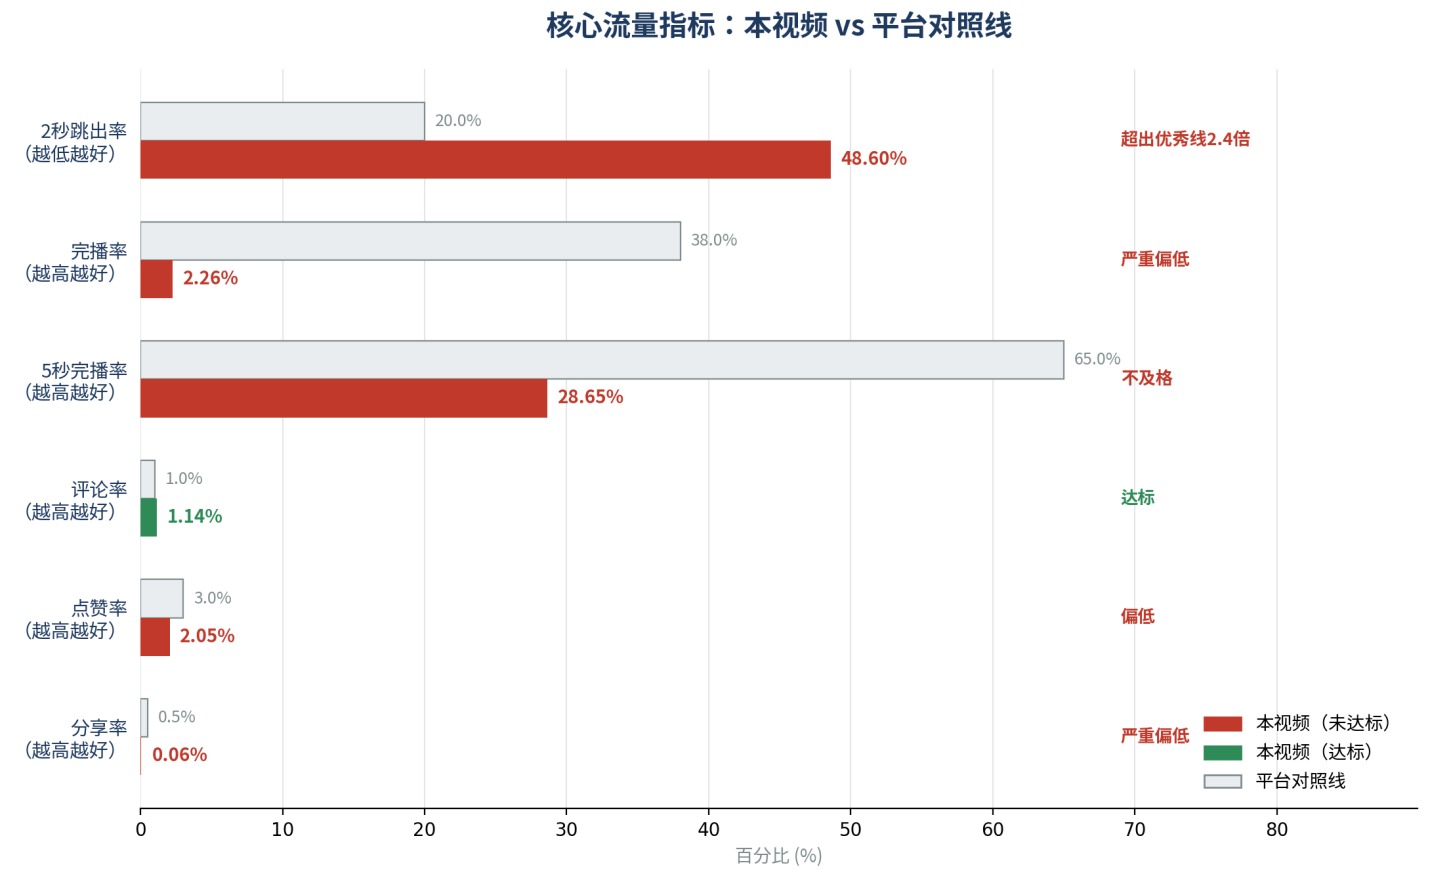 核心流量指标：本视频 vs 平台对照线
2秒跳出率
（越低越好）
20.0%
48.60%
超出优秀线2.4倍
完播率
（越高越好）
38.0%
2.26%
严重偏低
5秒完播率
（越高越好）
65.0%
28.65%
不及格
评论率
（越高越好）
1.0%
1.14%
达标
点赞率
（越高越好）
3.0%
2.05%
偏低
分享率
（越高越好）
0.5%
0.06%
严重偏低
本视频（未达标）
本视频（达标）
平台对照线
0 10 20 30 40 50 60 70 80
百分比 (%)